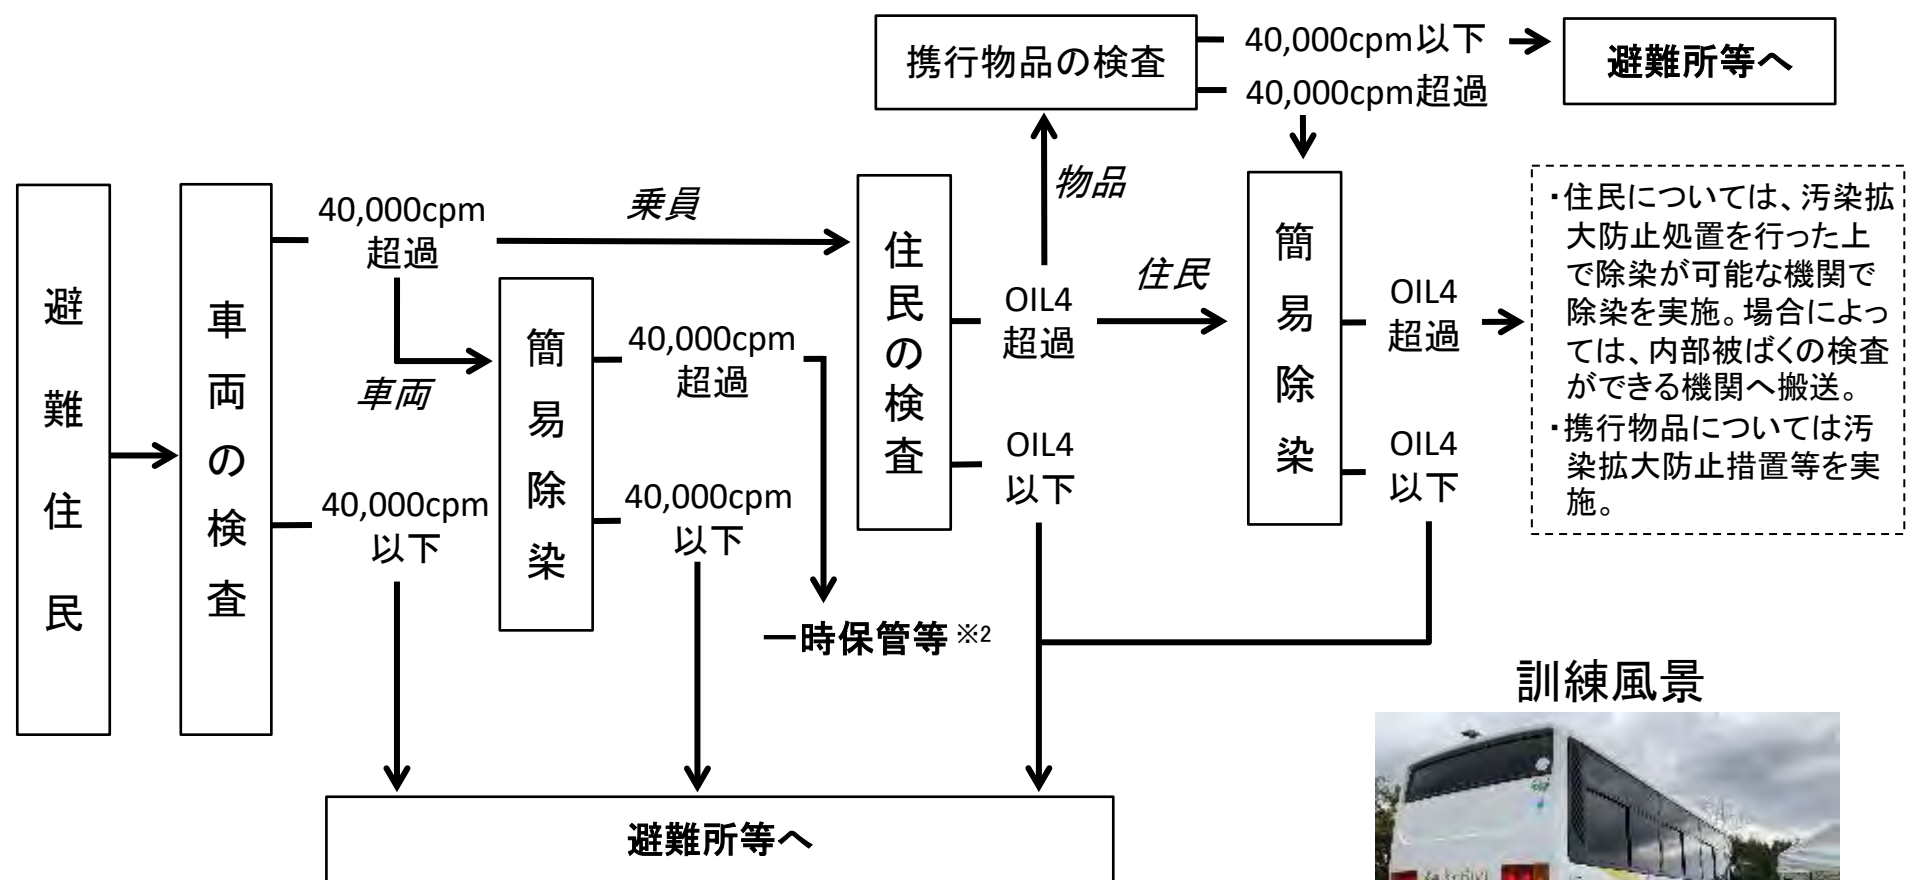 避難住民
車両の検査
40,000cpm
超過
乗員
車両
40,000cpm
以下
簡易除染
40,000cpm
超過
40,000cpm
以下
一時保管等※2
住民の検査
OIL4
超過
OIL4
以下
物品
携行物品の検査
40,000cpm以下
40,000cpm超過
避難所等へ
住民
簡易除染
OIL4
超過
OIL4
以下
・住民については、汚染拡
大防止処置を行った上
で除染が可能な機関で
除染を実施。場合によっ
ては、内部被ばくの検査
ができる機関へ搬送。
・携行物品については汚
染拡大防止措置等を実
施。
避難所等へ
訓練風景